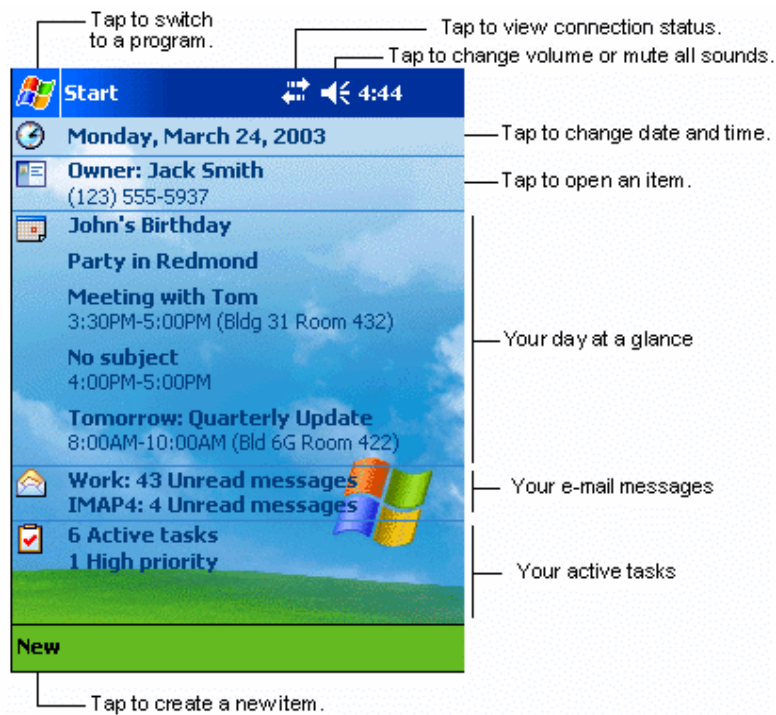 Tap to switch
to a program.
Tap to view connection status.
Tap to change volume or mute all sounds.
Start 4:44
Monday, March 24, 2003
Tap to change date and time.
Owner: Jack Smith
(123) 555-5937
Tap to open an item.
John's Birthday
Party in Redmond
Meeting with Tom
3:30PM-5:00PM (Bldg 31 Room 432)
Your day at a glance
No subject
4:00PM-5:00PM
Tomorrow: Quarterly Update
8:00AM-10:00AM (Bld 6G Room 422)
Work: 43 Unread messages
IMAP4: 4 Unread messages
Your e-mail messages
6 Active tasks
1 High priority
Your active tasks
New
Tap to create a new item.